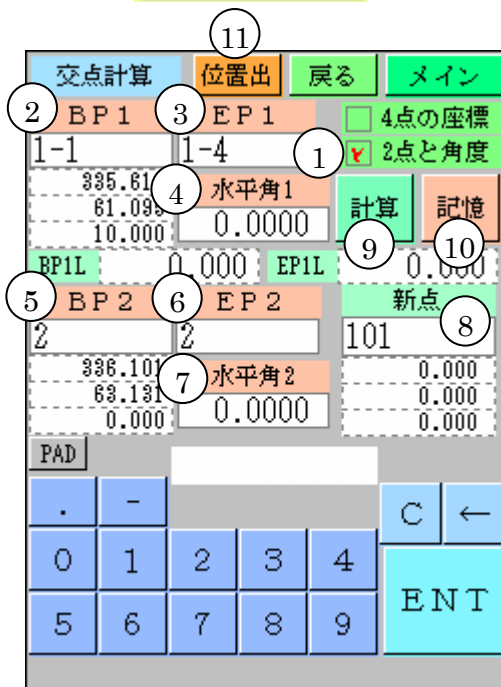 11
交点計算 位置出 戻る メイン
2 BP1 3 EP1 4点の座標
1-1 1-4 1 2点と角度
335.61
4 水平角1 計算 記憶
61.093
0.0000
10.000 9 10
BP1L 0.000 EP1L 0.000
5 BP2 6 EP2 新点
2 2 101 8
336.101 7 水平角2 0.000
63.131 0.0000 0.000
0.000 0.000
PAD
. - C ←
0 1 2 3 4
ENT
5 6 7 8 9